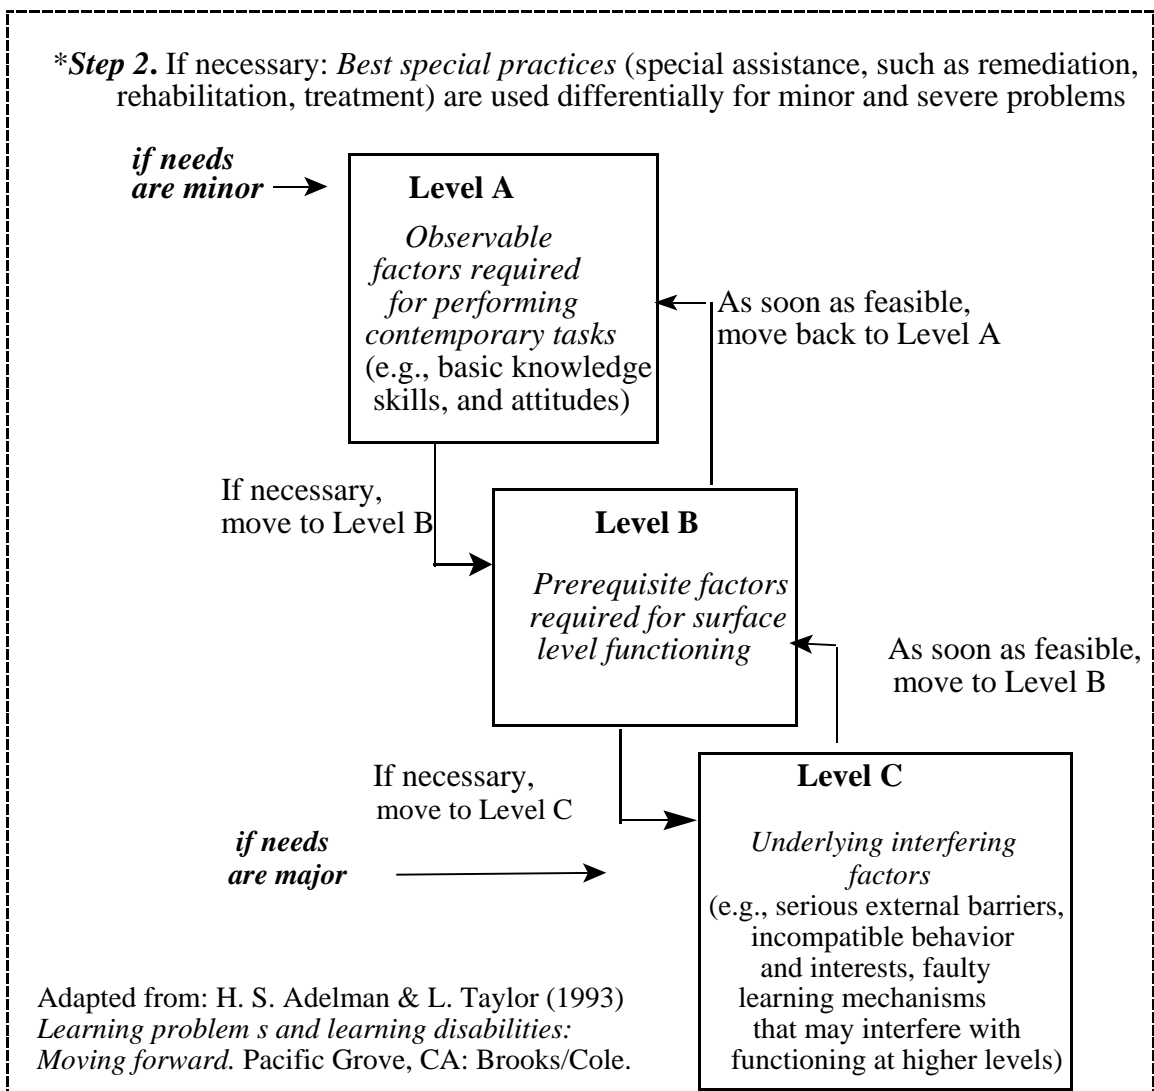 *Step 2. If necessary: Best special practices (special assistance, such as remediation,
rehabilitation, treatment) are used differentially for minor and severe problems
if needs
are minor
Level A
Observable
factors required
for performing
contemporary tasks
(e.g., basic knowledge
skills, and attitudes)
As soon as feasible,
move back to Level A
If necessary,
move to Level B
Level B
Prerequisite factors
required for surface
level functioning
As soon as feasible,
move to Level B
If necessary,
move to Level C
if needs
are major
Level C
Underlying interfering
factors
(e.g., serious external barriers,
incompatible behavior
and interests, faulty
learning mechanisms
that may interfere with
functioning at higher levels)
Adapted from: H. S. Adelman & L. Taylor (1993)
Learning problem s and learning disabilities:
Moving forward. Pacific Grove, CA: Brooks/Cole.